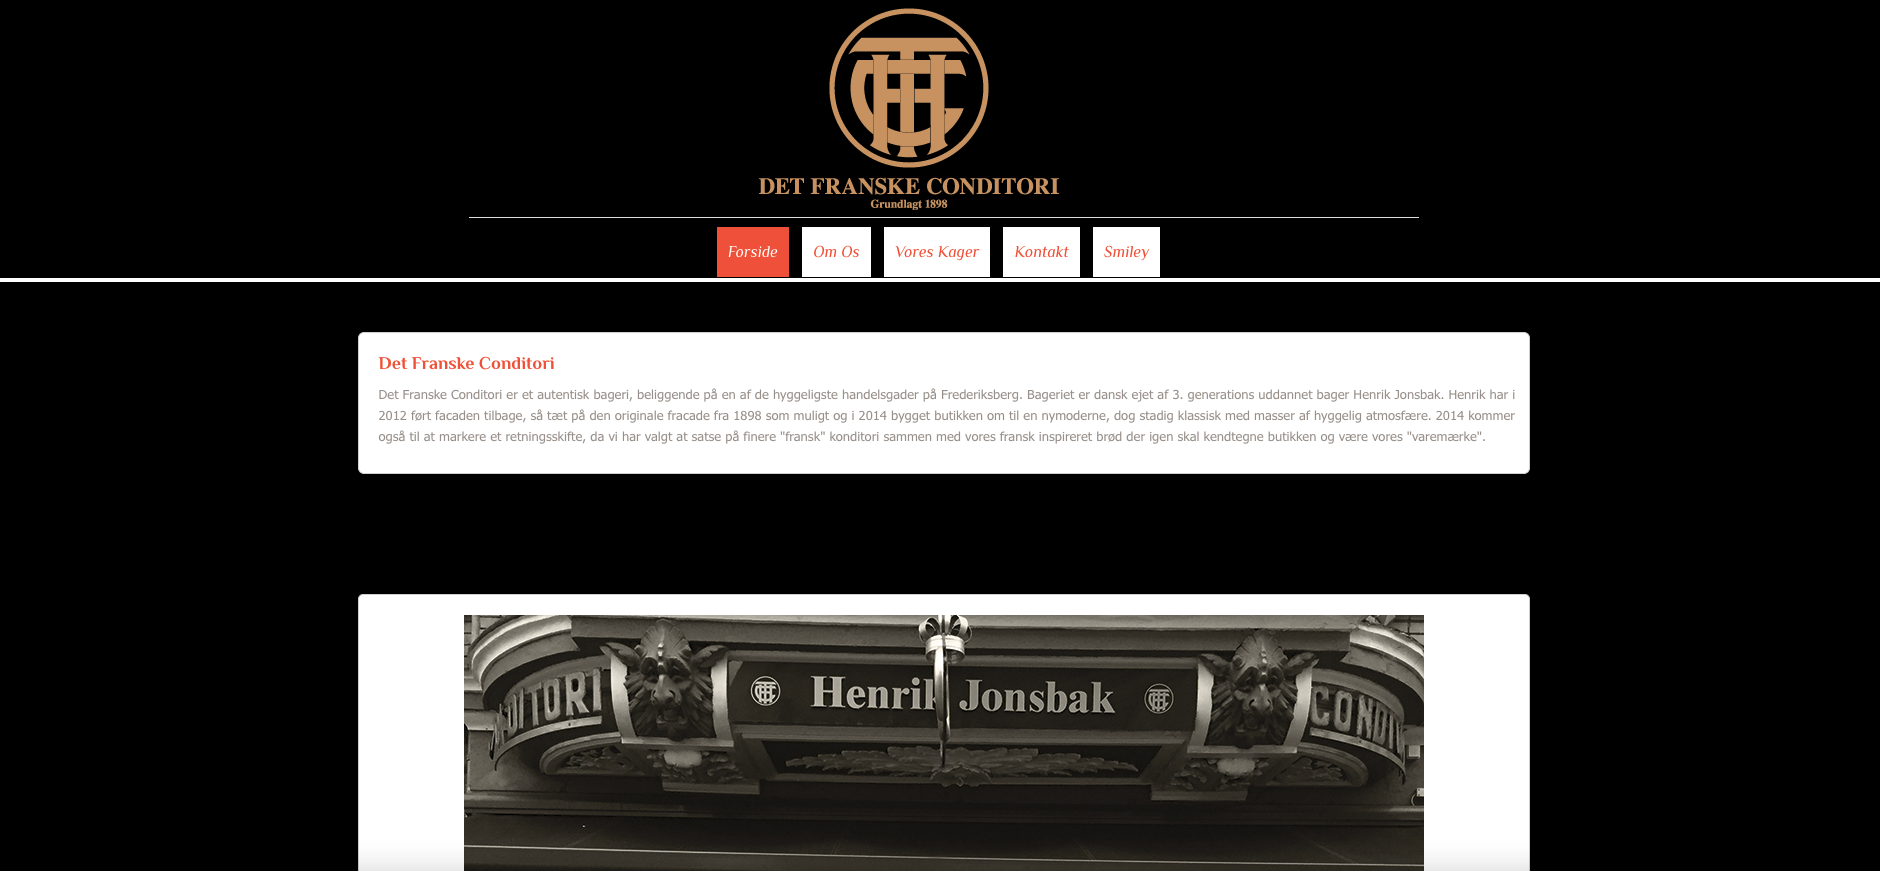 DET FRANSKE CONDITORI
Grundlagt 1898
Forside
Om Os
Vores Kager
Kontakt
Smiley
Det Franske Conditori
Det Franske Conditori er et autentisk bageri, beliggende på en af de hyggeligste handelsgader på Frederiksberg. Bageriet er dansk ejet af 3. generations uddannet bager Henrik Jonsbak. Henrik har i
2012 ført facaden tilbage, så tæt på den originale fracade fra 1898 som muligt og i 2014 bygget butikken om til en nymoderne, dog stadig klassisk med masser af hyggelig atmosfære. 2014 kommer
også til at markere et retningsskifte, da vi har valgt at satse på finere "fransk" konditori sammen med vores fransk inspireret brød der igen skal kendtegne butikken og være vores "varemærke".
Henrik Jonsbak